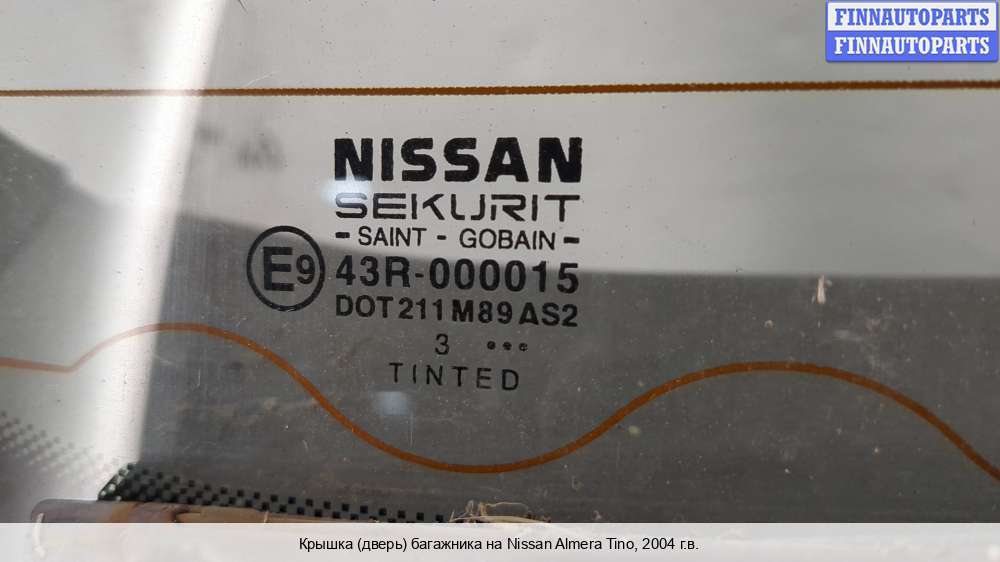 FINNAUTOPARTS
FINNAUTOPARTS
NISSAN
SEKURIT
- SAINT - GOBAIN -
E9 43R-000015
DOT 211 M89 AS2
3 •••
TINTED
Крышка (дверь) багажника на Nissan Almera Tino, 2004 г.в.